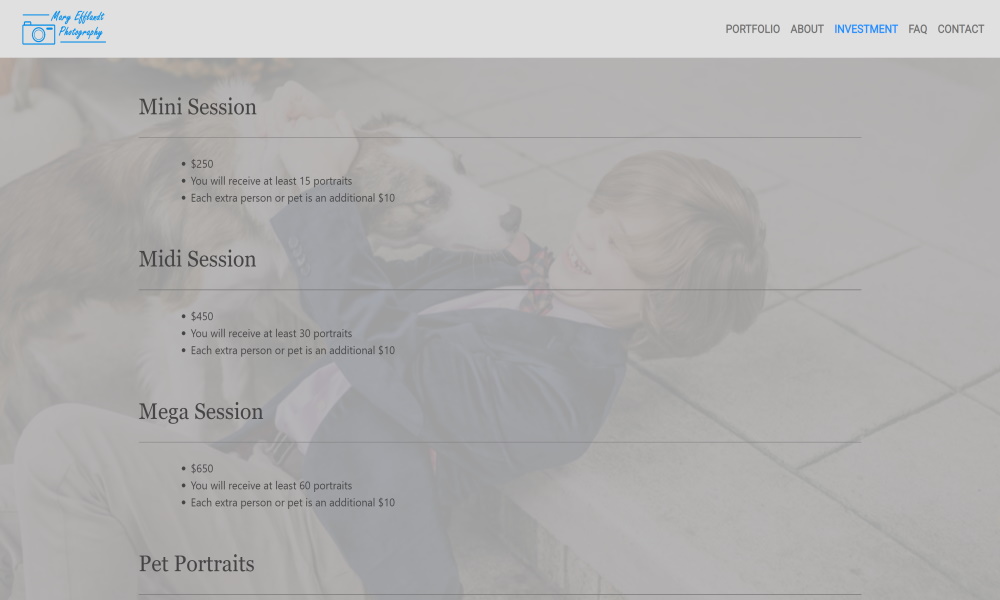 Mary Efflandt
Photography
PORTFOLIO ABOUT INVESTMENT FAQ CONTACT
Mini Session
• $250
• You will receive at least 15 portraits
• Each extra person or pet is an additional $10
Midi Session
• $450
• You will receive at least 30 portraits
• Each extra person or pet is an additional $10
Mega Session
• $650
• You will receive at least 60 portraits
• Each extra person or pet is an additional $10
Pet Portraits